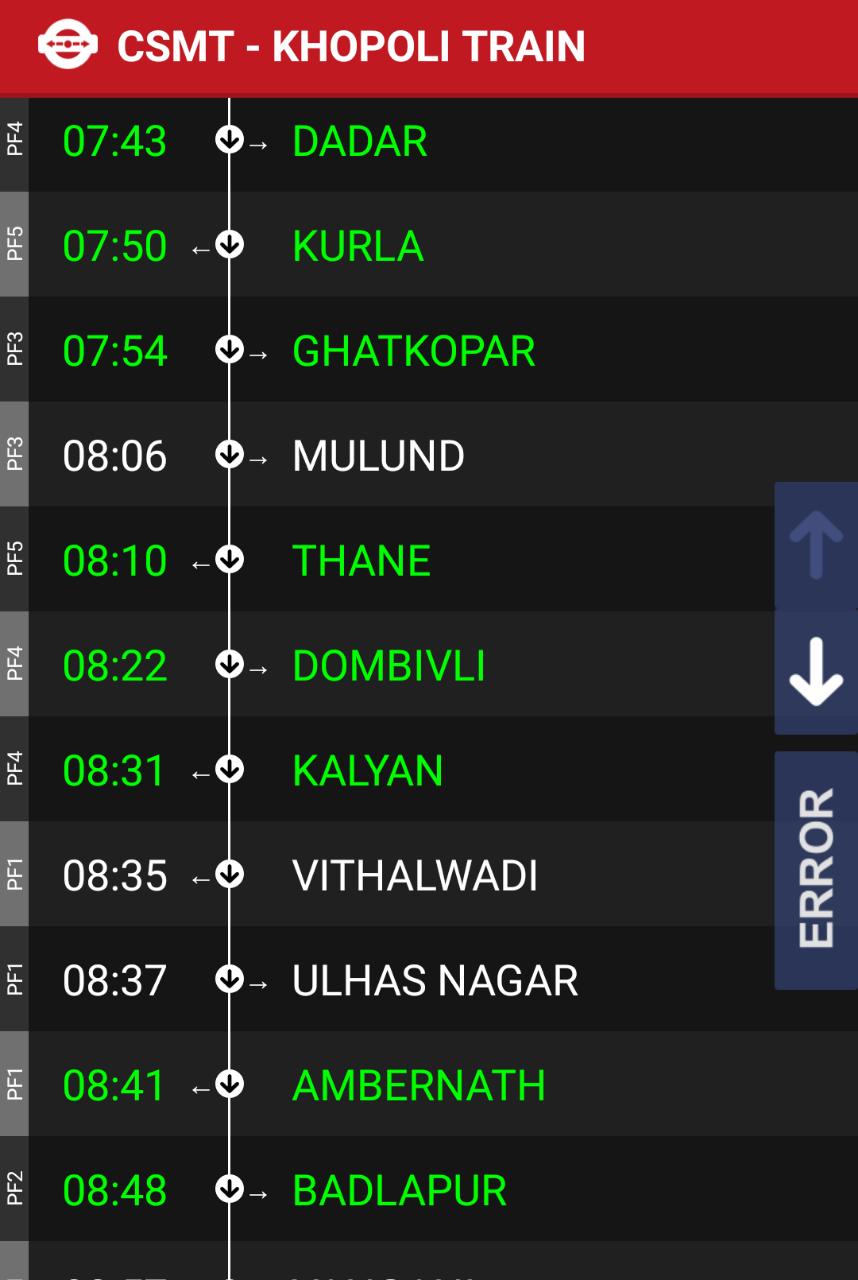 CSMT - KHOPOLI TRAIN
PF4 07:43 → DADAR
PF5 07:50 ← KURLA
PF3 07:54 → GHATKOPAR
PF3 08:06 → MULUND
PF5 08:10 ← THANE
PF4 08:22 → DOMBIVLI
PF4 08:31 ← KALYAN
PF1 08:35 ← VITHALWADI
PF1 08:37 → ULHAS NAGAR
PF1 08:41 ← AMBERNATH
PF2 08:48 → BADLAPUR
ERROR